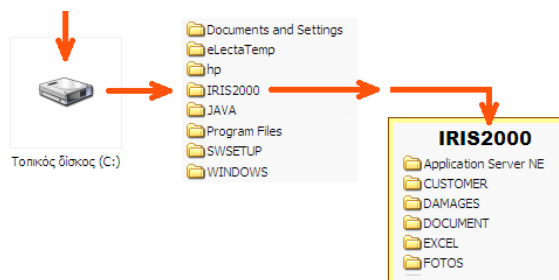 Τοπικός δίσκος (C:)
Documents and Settings
eLectaTemp
hp
IRIS2000
JAVA
Program Files
SWSETUP
WINDOWS
IRIS2000
Application Server NE
CUSTOMER
DAMAGES
DOCUMENT
EXCEL
FOTOS